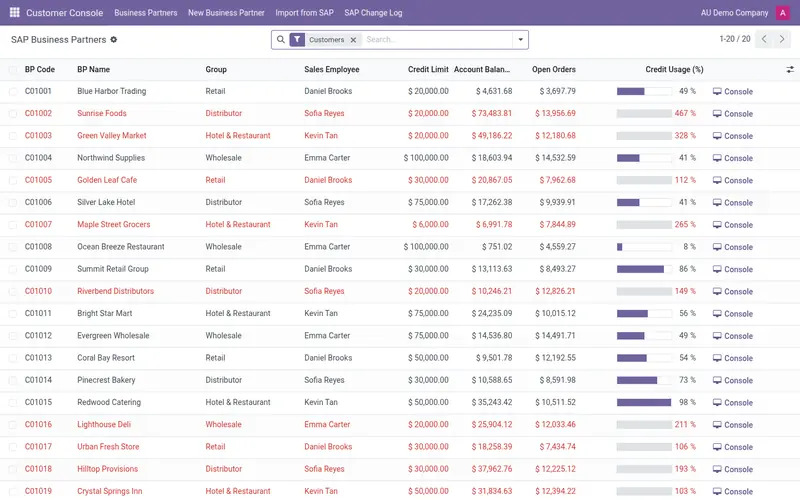 Customer Console Business Partners New Business Partner Import from SAP SAP Change Log AU Demo Company A
SAP Business Partners Customers Search... 1-20 / 20
BP Code BP Name Group Sales Employee Credit Limit Account Balan... Open Orders Credit Usage (%)
C01001 Blue Harbor Trading Retail Daniel Brooks $ 20,000.00 $ 4,631.68 $ 3,697.79 49 % Console
C01002 Sunrise Foods Distributor Sofia Reyes $ 20,000.00 $ 73,483.81 $ 13,956.69 467 % Console
C01003 Green Valley Market Hotel & Restaurant Kevin Tan $ 20,000.00 $ 49,186.22 $ 12,180.68 328 % Console
C01004 Northwind Supplies Wholesale Emma Carter $ 100,000.00 $ 18,603.94 $ 14,532.59 41 % Console
C01005 Golden Leaf Cafe Retail Daniel Brooks $ 30,000.00 $ 20,867.05 $ 7,962.68 112 % Console
C01006 Silver Lake Hotel Distributor Sofia Reyes $ 75,000.00 $ 17,262.38 $ 9,939.91 41 % Console
C01007 Maple Street Grocers Hotel & Restaurant Kevin Tan $ 6,000.00 $ 6,991.78 $ 7,844.89 265 % Console
C01008 Ocean Breeze Restaurant Wholesale Emma Carter $ 100,000.00 $ 751.02 $ 4,559.27 8 % Console
C01009 Summit Retail Group Retail Daniel Brooks $ 30,000.00 $ 13,113.63 $ 8,493.27 86 % Console
C01010 Riverbend Distributors Distributor Sofia Reyes $ 20,000.00 $ 10,246.21 $ 12,826.21 149 % Console
C01011 Bright Star Mart Hotel & Restaurant Kevin Tan $ 75,000.00 $ 24,235.09 $ 10,015.12 56 % Console
C01012 Evergreen Wholesale Wholesale Emma Carter $ 75,000.00 $ 14,536.80 $ 14,491.71 49 % Console
C01013 Coral Bay Resort Retail Daniel Brooks $ 50,000.00 $ 9,501.78 $ 12,192.55 54 % Console
C01014 Pinecrest Bakery Distributor Sofia Reyes $ 30,000.00 $ 10,588.65 $ 8,591.98 73 % Console
C01015 Redwood Catering Hotel & Restaurant Kevin Tan $ 50,000.00 $ 35,243.42 $ 10,511.52 98 % Console
C01016 Lighthouse Deli Wholesale Emma Carter $ 20,000.00 $ 25,904.12 $ 12,033.46 211 % Console
C01017 Urban Fresh Store Retail Daniel Brooks $ 30,000.00 $ 18,258.39 $ 7,434.74 106 % Console
C01018 Hilltop Provisions Distributor Sofia Reyes $ 30,000.00 $ 37,962.76 $ 12,225.12 193 % Console
C01019 Crystal Springs Inn Hotel & Restaurant Kevin Tan $ 50,000.00 $ 31,834.63 $ 12,394.22 103 % Console